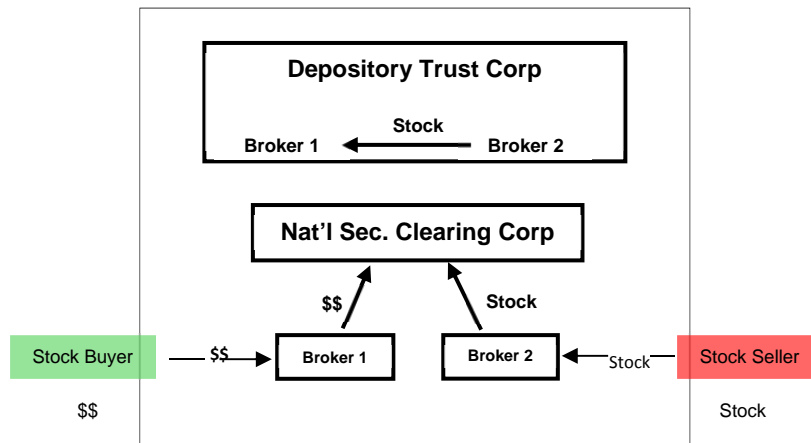 Depository Trust Corp
Stock
Broker 1
Broker 2
Nat'l Sec. Clearing Corp
$$
Stock
Stock Buyer
$$
Broker 1
Broker 2
Stock
Stock Seller
$$
Stock